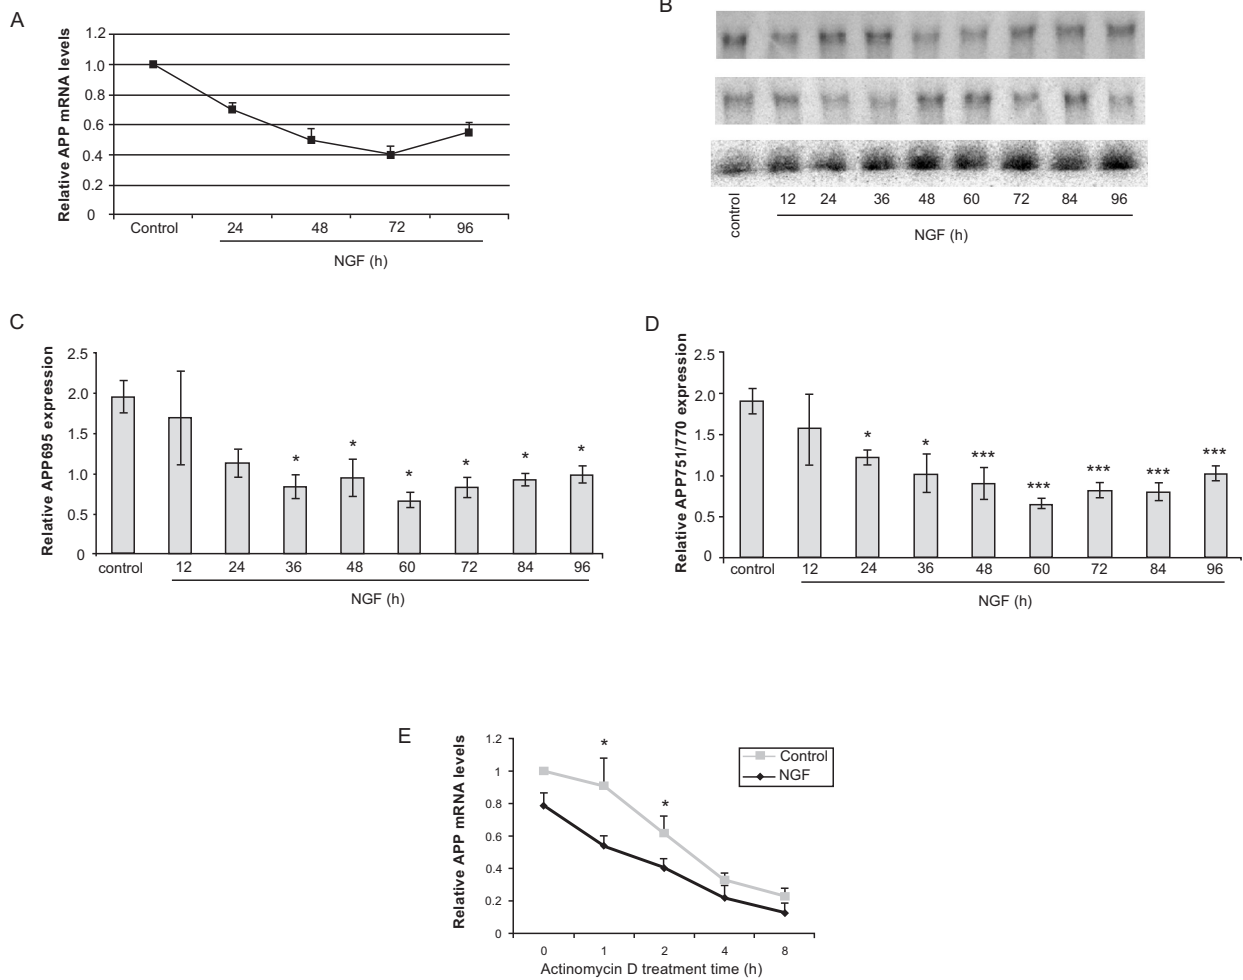 A
Relative APP mRNA levels
1.2
1.0
0.8
0.6
0.4
0.2
0
Control 24 48 72 96
NGF (h)
B
control 12 24 36 48 60 72 84 96
NGF (h)
C
Relative APP695 expression
2.5
2.0
1.5
1.0
0.5
0
* * * * * *
control 12 24 36 48 60 72 84 96
NGF (h)
D
Relative APP751/770 expression
2.5
2.0
1.5
1.0
0.5
0
* * *** *** *** *** ***
control 12 24 36 48 60 72 84 96
NGF (h)
E
Relative APP mRNA levels
1.2
1
0.8
0.6
0.4
0.2
0
* *
Control
NGF
0 1 2 4 8
Actinomycin D treatment time (h)